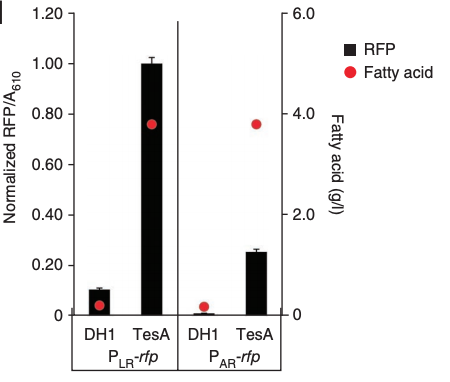 1.20
1.00
0.80
0.60
0.40
0.20
0
Normalized RFP/A610
6.0
4.0
2.0
0
Fatty acid (g/l)
RFP
Fatty acid
DH1 TesA DH1 TesA
PLR-rfp PAR-rfp